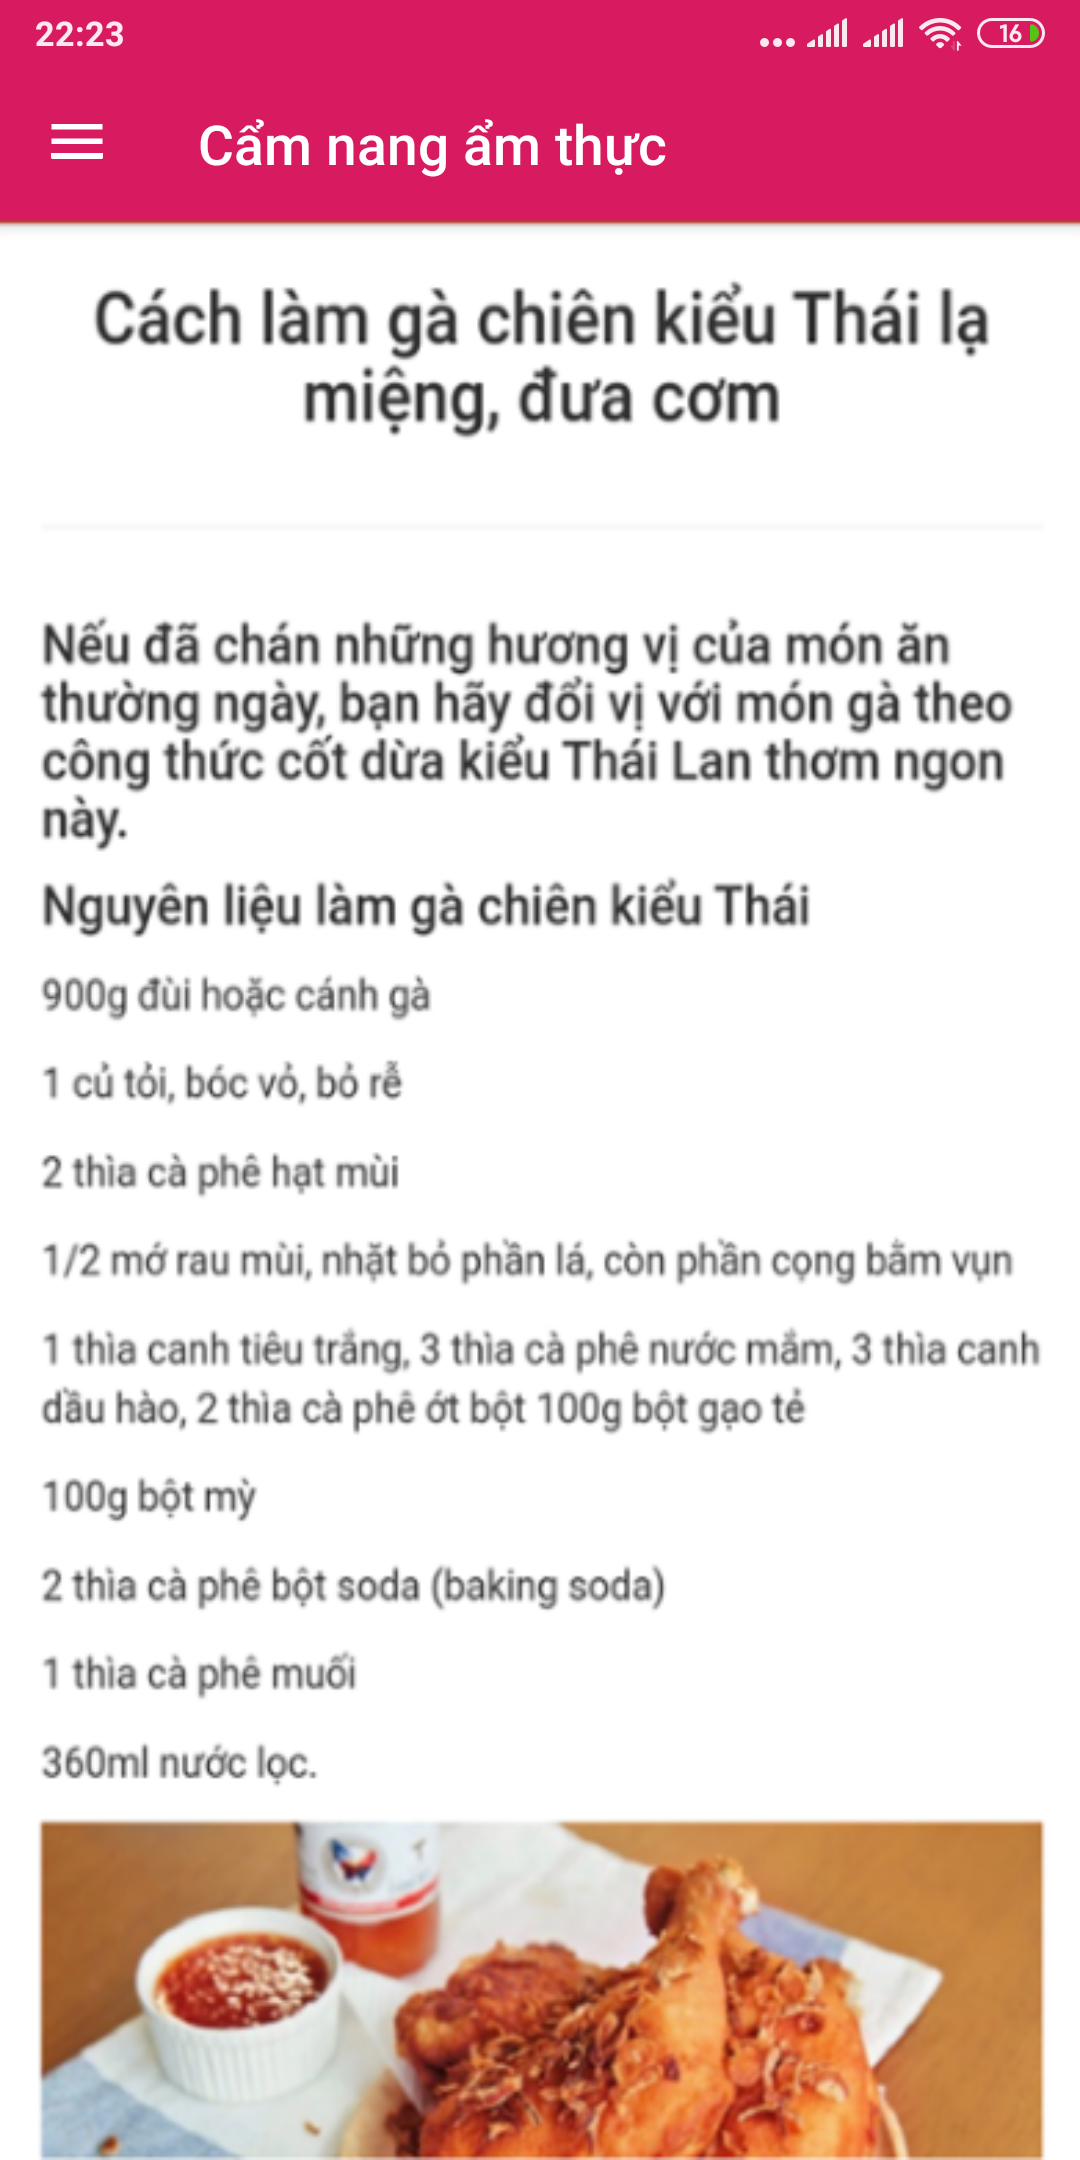 22:23
16
Cẩm nang ẩm thực
Cách làm gà chiên kiểu Thái lạ
miệng, đưa cơm
Nếu đã chán những hương vị của món ăn
thường ngày, bạn hãy đổi vị với món gà theo
công thức cốt dừa kiểu Thái Lan thơm ngon
này.
Nguyên liệu làm gà chiên kiểu Thái
900g đùi hoặc cánh gà
1 củ tỏi, bóc vỏ, bỏ rễ
2 thìa cà phê hạt mùi
1/2 mớ rau mùi, nhặt bỏ phần lá, còn phần cọng bằm vụn
1 thìa canh tiêu trắng, 3 thìa cà phê nước mắm, 3 thìa canh
dầu hào, 2 thìa cà phê ớt bột 100g bột gạo tẻ
100g bột mỳ
2 thìa cà phê bột soda (baking soda)
1 thìa cà phê muối
360ml nước lọc.